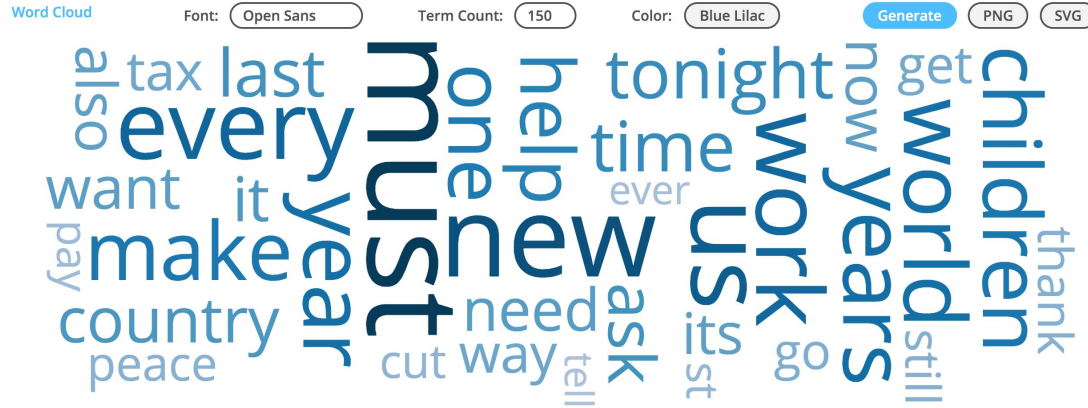 Word Cloud Font: Open Sans Term Count: 150 Color: Blue Lilac Generate PNG SVG
also
tax
last
must
one
help
tonight
now
get
children
every
time
work
world
want
it
year
ever
years
pay
make
new
us
thank
country
need
ask
its
go
still
peace
cut
way
tell
st